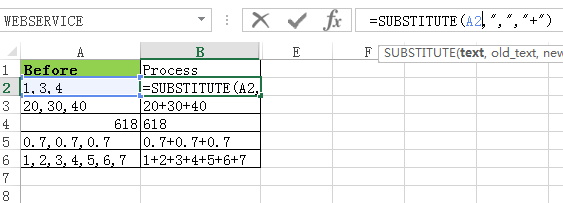 WEBSERVICE =SUBSTITUTE(A2,",","+")
SUBSTITUTE(text, old_text, new
A B E F
1 Before Process
2 1,3,4 =SUBSTITUTE(A2,
3 20,30,40 20+30+40
4 618 618
5 0.7,0.7,0.7 0.7+0.7+0.7
6 1,2,3,4,5,6,7 1+2+3+4+5+6+7
7
8